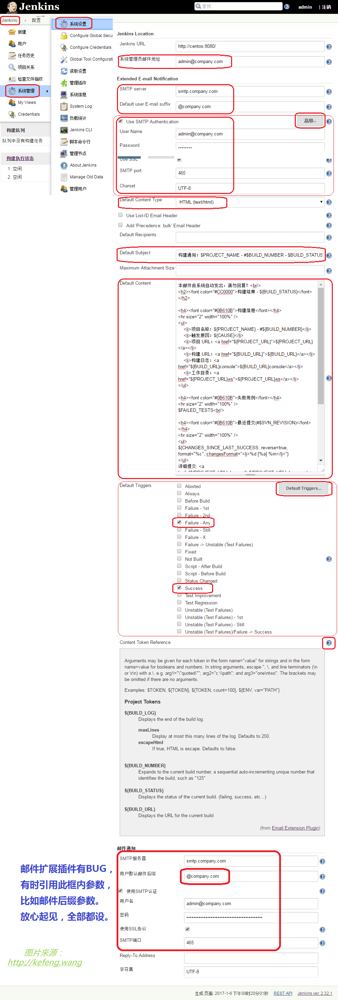 Jenkins
查找
admin
| 注销
Jenkins
配置
新建
用户
任务历史
项目关系
检查文件指纹
系统管理
My Views
Credentials
构建队列
队列中没有构建任务
构建执行状态
1 空闲
2 空闲
系统设置
Configure Global Secu
Configure Credentials
Global Tool Configurati
读取设置
管理插件
系统信息
System Log
负载统计
Jenkins CLI
脚本命令行
管理节点
About Jenkins
Manage Old Data
管理用户
Jenkins Location
Jenkins URL
http://centos:8080/
系统管理员邮件地址
admin@company.com
Extended E-mail Notification
SMTP server
smtp.company.com
Default user E-mail suffix
@company.com
Use SMTP Authentication
高级...
User Name
admin@company.com
Password
••••••••
Use SSL
SMTP port
465
Charset
UTF-8
Default Content Type
HTML (text/html)
Use List-ID Email Header
Add 'Precedence: bulk' Email Header
Default Recipients
Default Subject
构建通知：$PROJECT_NAME - #$BUILD_NUMBER - $BUILD_STATUS
Maximum Attachment Size
Default Content
本邮件由系统自动发出，请勿回复！<br/>
<h2><font color="#CC0000">构建结果 - ${BUILD_STATUS}</font>
</h2>
<h4><font color="#0B610B">构建信息</font></h4>
<hr size="2" width="100%" />
<ul>
<li>项目名称：${PROJECT_NAME} - #${BUILD_NUMBER}</li>
<li>触发原因：${CAUSE}</li>
<li>项目 URL：<a href="${PROJECT_URL}">${PROJECT_URL}
</a></li>
<li>构建 URL：<a href="${BUILD_URL}">${BUILD_URL}</a></li>
<li>构建日志：<a
href="${BUILD_URL}console">${BUILD_URL}console</a></li>
<li>工作目录：<a
href="${PROJECT_URL}ws">${PROJECT_URL}ws</a></li>
</ul>
<h4><font color="#0B610B">失败用例</font></h4>
<hr size="2" width="100%" />
$FAILED_TESTS<br/>
<h4><font color="#0B610B">最近提交(#$SVN_REVISION)</font>
</h4>
<hr size="2" width="100%" />
<ul>
${CHANGES_SINCE_LAST_SUCCESS, reverse=true,
format="%c", changesFormat="<li>%d [%a] %m</li>"}
</ul>
详细提交: <a
Default Triggers
Default Triggers...
Aborted
Always
Before Build
Failure - 1st
Failure - 2nd
Failure - Any
Failure - Still
Failure - X
Failure -> Unstable (Test Failures)
Fixed
Not Built
Script - After Build
Script - Before Build
Status Changed
Success
Test Improvement
Test Regression
Unstable (Test Failures)
Unstable (Test Failures) - 1st
Unstable (Test Failures) - Still
Unstable (Test Failures)/Failure -> Success
Content Token Reference
Arguments may be given for each token in the form name="value" for strings and in the form
name=value for booleans and numbers. In string arguments, escape ", \, and line terminators (\n
or \r\n) with a \, e.g. arg1="\"quoted\""; arg2="c:\\path"; and arg3="one\ntwo". The brackets may
be omitted if there are no arguments.
Examples: $TOKEN, ${TOKEN}, ${TOKEN, count=100}, ${ENV, var="PATH"}
Project Tokens
${BUILD_LOG}
Displays the end of the build log.
maxLines
Display at most this many lines of the log. Defaults to 250.
escapeHtml
If true, HTML is escape. Defaults to false.
${BUILD_NUMBER}
Expands to the current build number, a sequential auto-incrementing unique number that
identifies the build, such as "125"
${BUILD_STATUS}
Displays the status of the current build. (failing, success, etc...)
${BUILD_URL}
Displays the URL for the current build
(from Email Extension Plugin)
邮件通知
SMTP服务器
smtp.company.com
用户默认邮件后缀
@company.com
使用SMTP认证
用户名
admin@company.com
密码
使用SSL协议
SMTP端口
465
Reply-To Address
字符集
UTF-8
邮件扩展插件有BUG，
有时引用此框内参数，
比如邮件后缀参数。
放心起见，全部都设。
图片来源：
http://kefeng.wang
生成 页面: 2017-1-6 下午08时20分01秒
REST API
Jenkins ver. 2.32.1